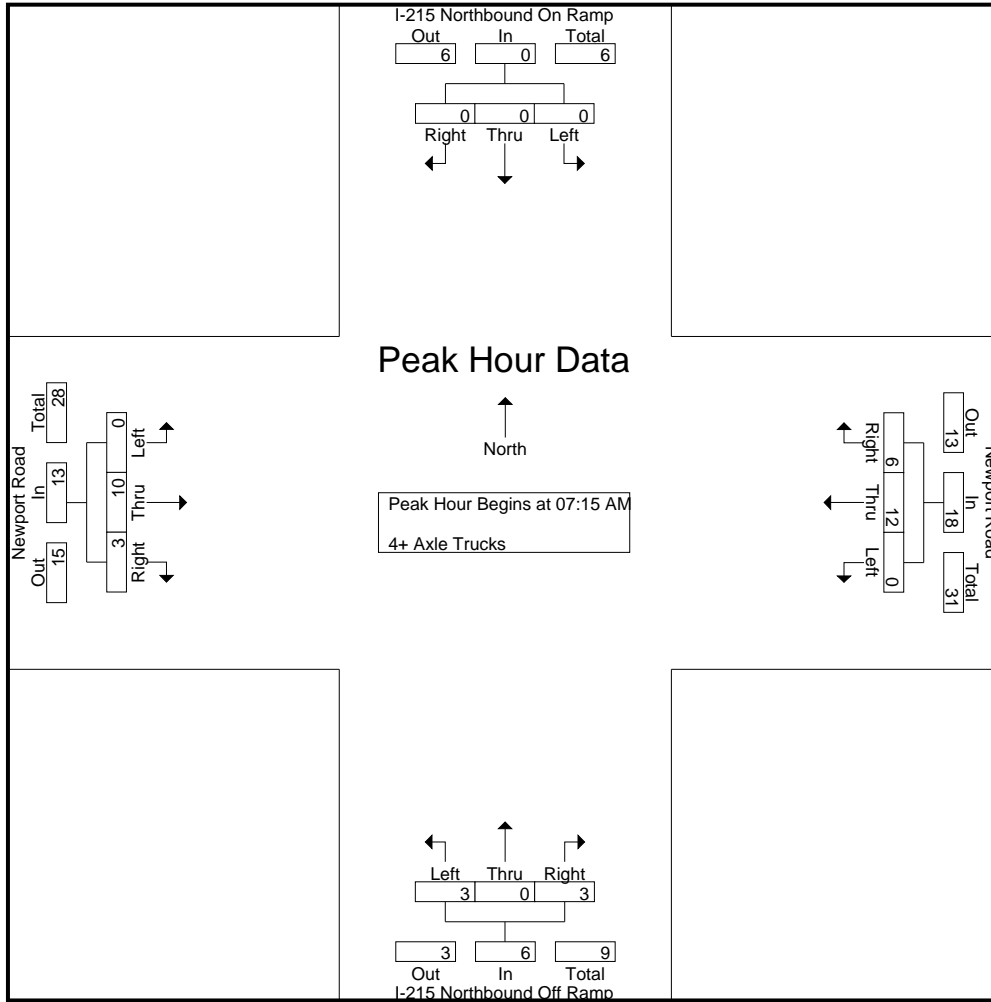 I-215 Northbound On Ramp
Out In Total
6 0 6
0 0 0
Right Thru Left
Peak Hour Data
North
Peak Hour Begins at 07:15 AM
4+ Axle Trucks
Newport Road
Out In Total
15 13 28
3 10 0
Right Thru Left
Right Thru Left
6 12 0
Out In Total
13 18 31
Newport Road
Left Thru Right
3 0 3
3 6 9
Out In Total
I-215 Northbound Off Ramp